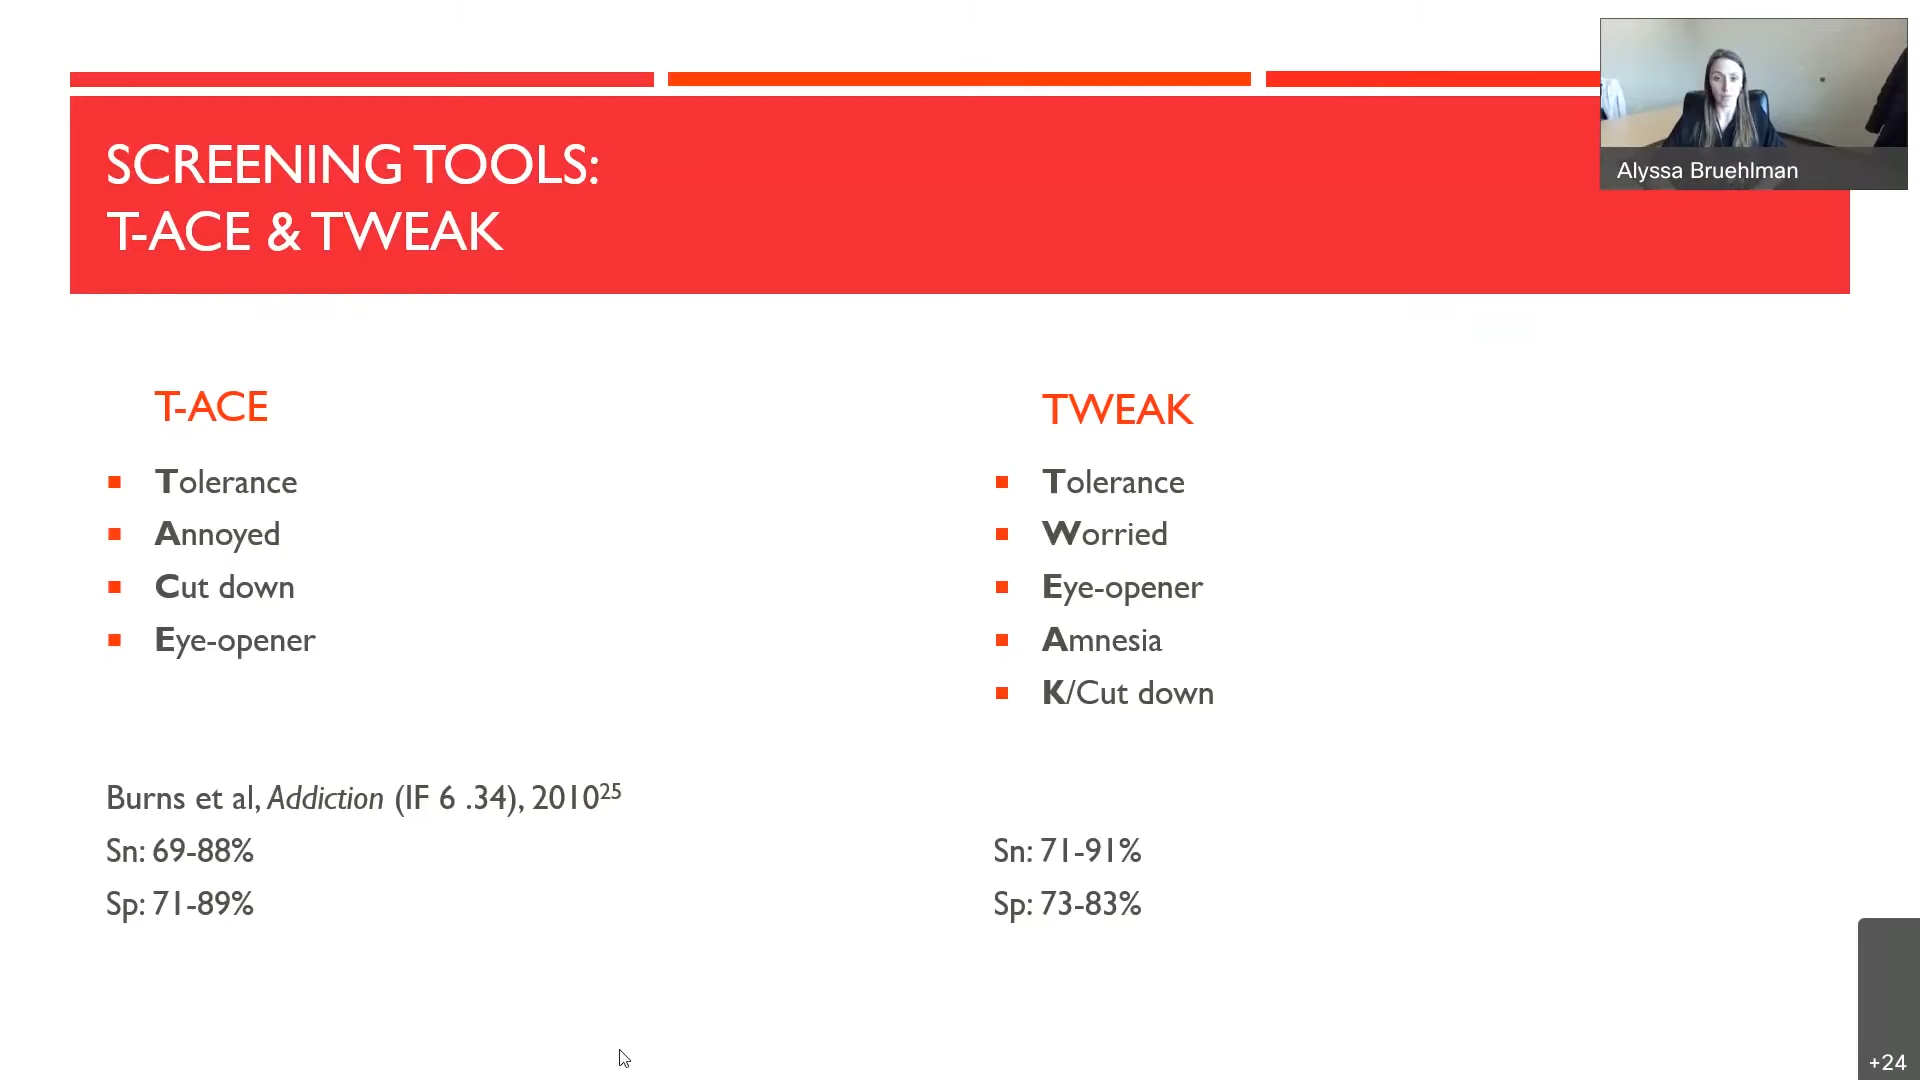 SCREENING TOOLS:
T-ACE & TWEAK
Alyssa Bruehlman
T-ACE
Tolerance
Annoyed
Cut down
Eye-opener
Burns et al, Addiction (IF 6 .34), 2010²⁵
Sn: 69-88%
Sp: 71-89%
TWEAK
Tolerance
Worried
Eye-opener
Amnesia
K/Cut down
Sn: 71-91%
Sp: 73-83%
+24